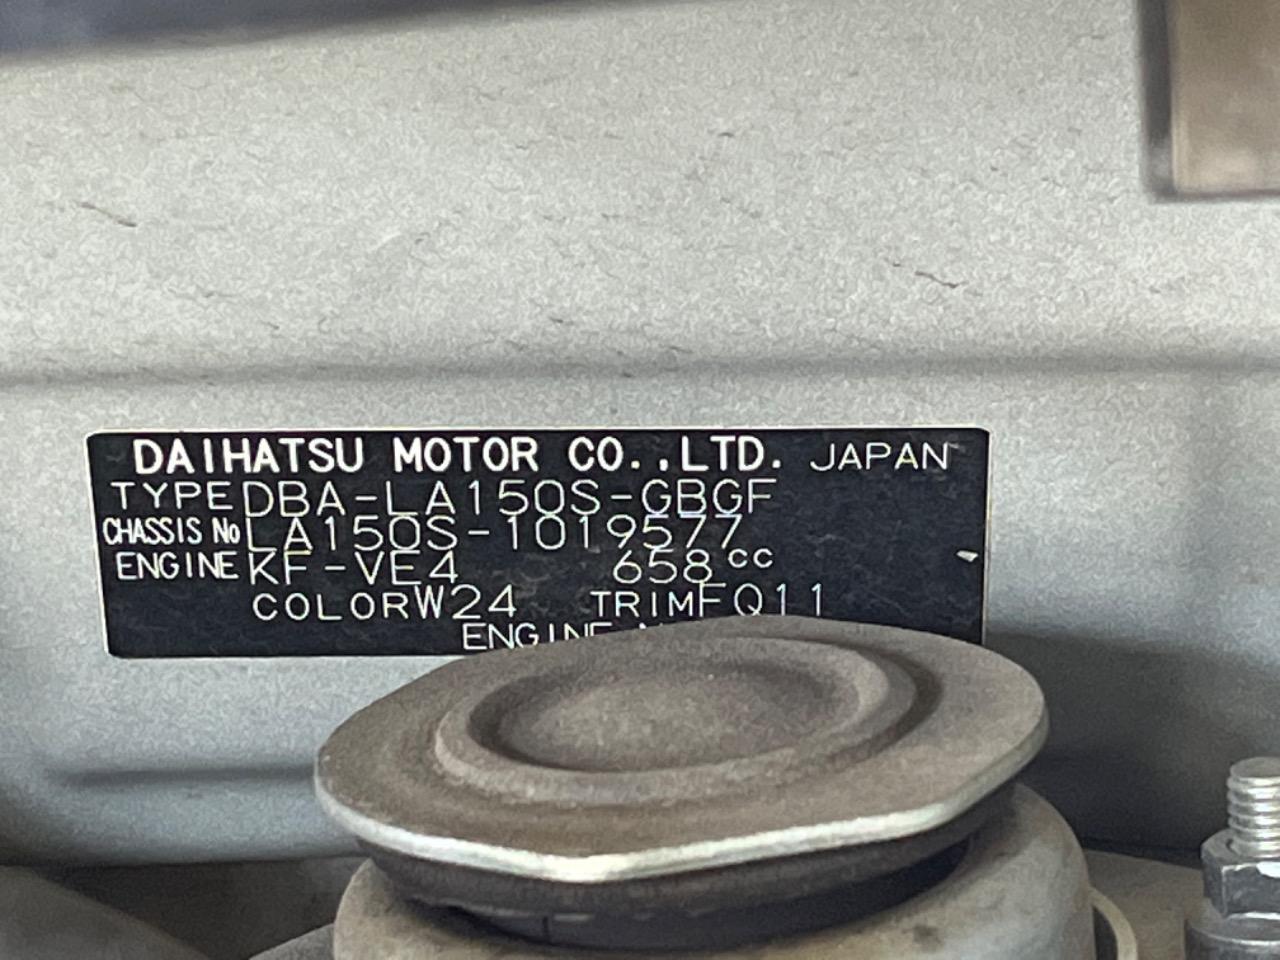 DAIHATSU MOTOR CO.,LTD. JAPAN
TYPE DBA-LA150S-GBGF
CHASSIS No LA150S-1019577
ENGINE KF-VE4 658cc
COLOR W24 TRIM FQ11
ENGINE